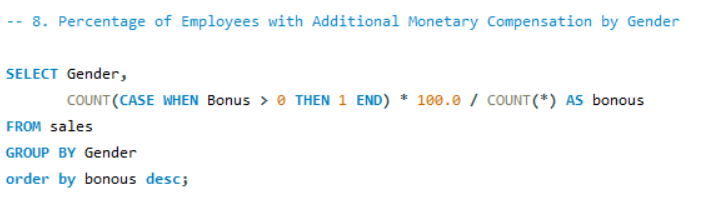 -- 8. Percentage of Employees with Additional Monetary Compensation by Gender
SELECT Gender,
COUNT(CASE WHEN Bonus > 0 THEN 1 END) * 100.0 / COUNT(*) AS bonous
FROM sales
GROUP BY Gender
order by bonous desc;